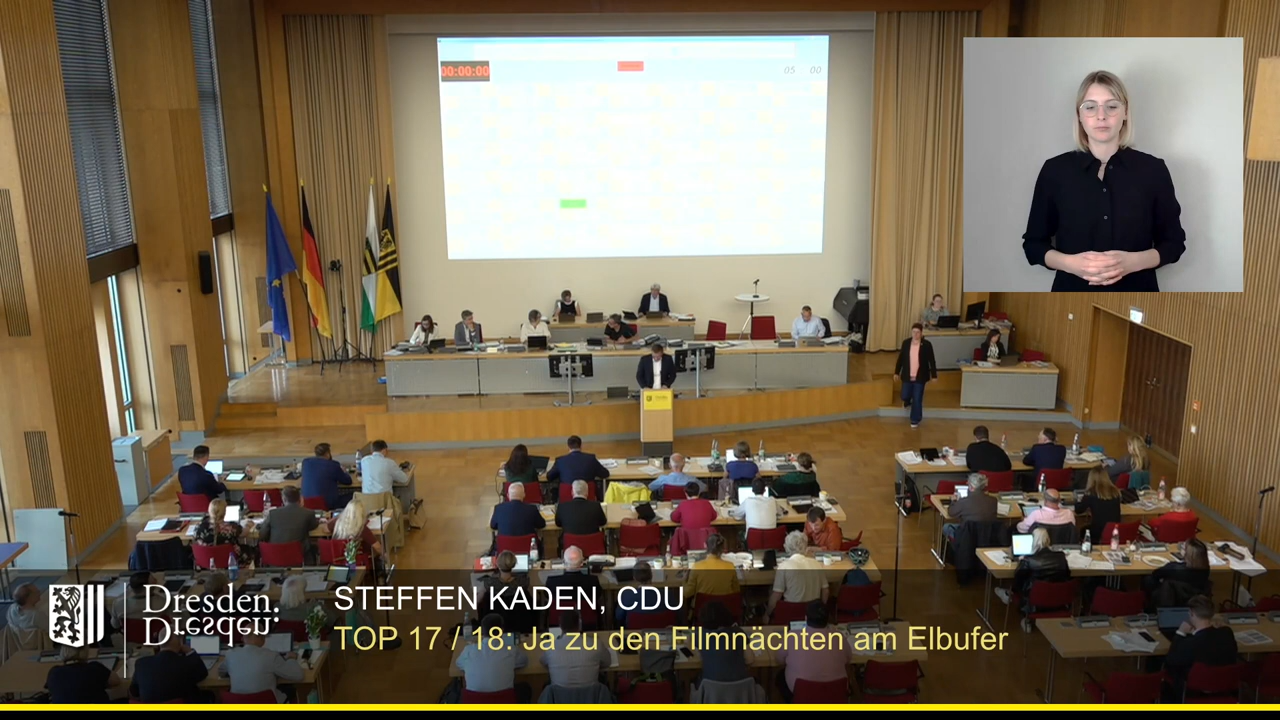 00:00:00
05 00
Dresden.
Dresden.
STEFFEN KADEN, CDU
TOP 17 / 18: Ja zu den Filmnächten am Elbufer